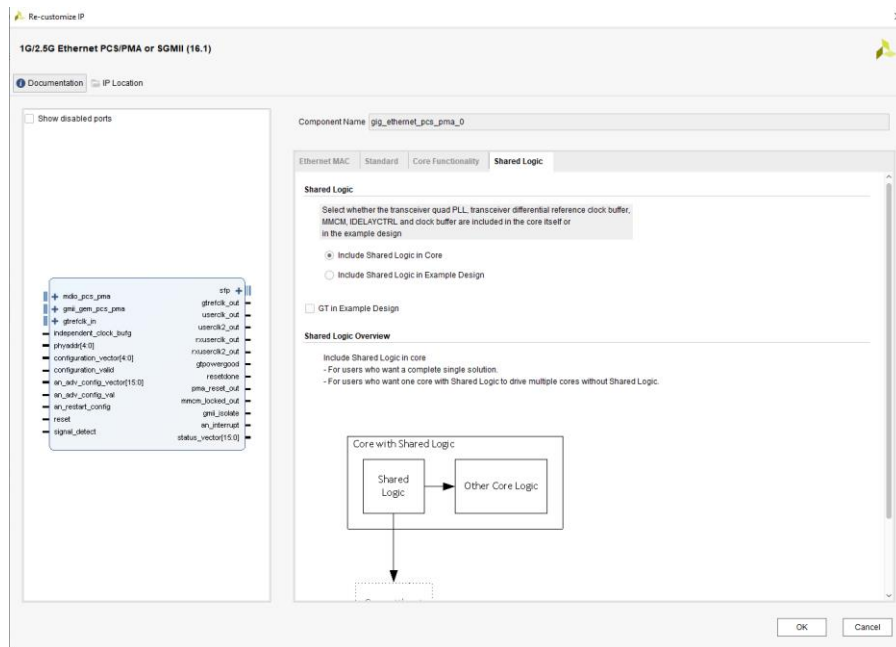 Re-customize IP
1G/2.5G Ethernet PCS/PMA or SGMII (16.1)
Documentation
IP Location
Show disabled ports
mdio_pcs_pma
gmii_gem_pcs_pma
gtrefclk_in
independent_clock_bufg
phyaddr[4:0]
configuration_vector[4:0]
configuration_valid
an_adv_config_vector[15:0]
an_adv_config_val
an_restart_config
reset
signal_detect
sfp
gtrefclk_out
userclk_out
userclk2_out
rxuserclk_out
rxuserclk2_out
gtpowergood
resetdone
pma_reset_out
mmcm_locked_out
gmii_isolate
an_interrupt
status_vector[15:0]
Component Name gig_ethernet_pcs_pma_0
Ethernet MAC Standard Core Functionality Shared Logic
Shared Logic
Select whether the transceiver quad PLL, transceiver differential reference clock buffer,
MMCM, IDELAYCTRL and clock buffer are included in the core itself or
in the example design
Include Shared Logic in Core
Include Shared Logic in Example Design
GT in Example Design
Shared Logic Overview
Include Shared Logic in core
- For users who want a complete single solution.
- For users who want one core with Shared Logic to drive multiple cores without Shared Logic.
Core with Shared Logic
Shared
Logic
Other Core Logic
OK Cancel